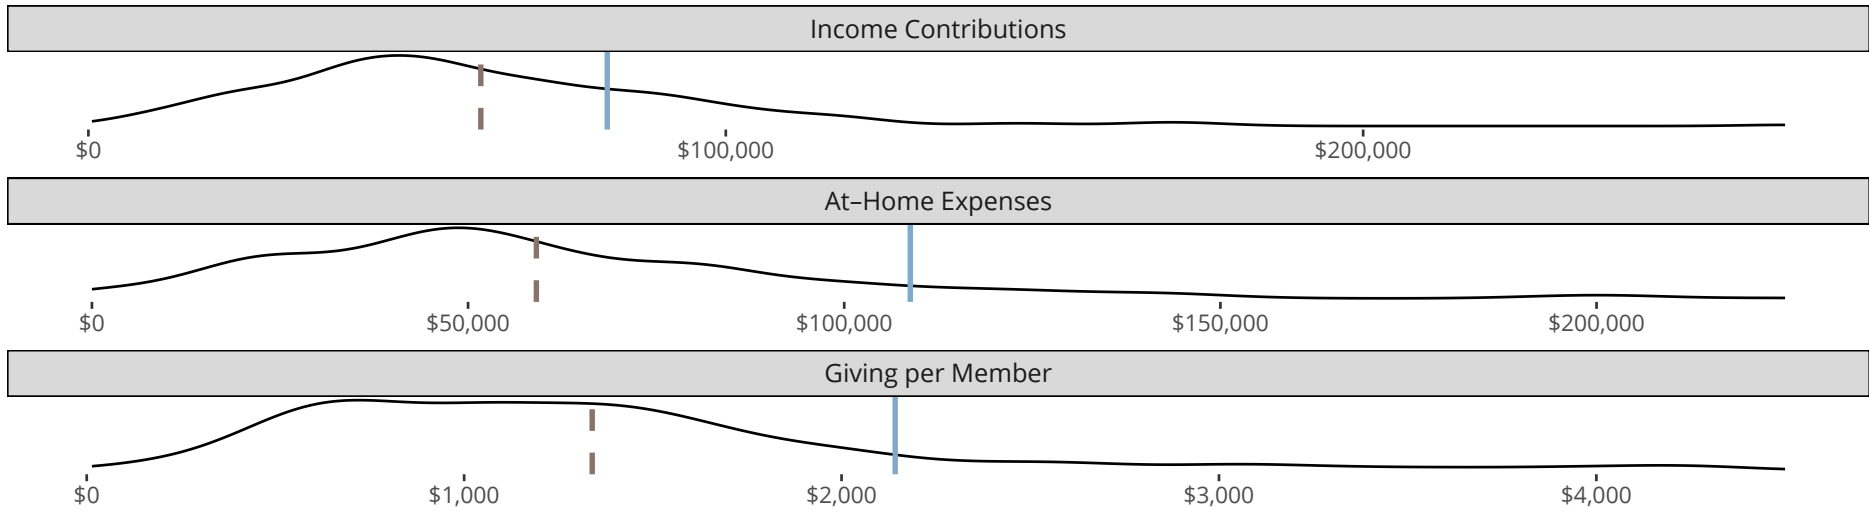 Income Contributions
$0 $100,000 $200,000
At–Home Expenses
$0 $50,000 $100,000 $150,000 $200,000
Giving per Member
$0 $1,000 $2,000 $3,000 $4,000